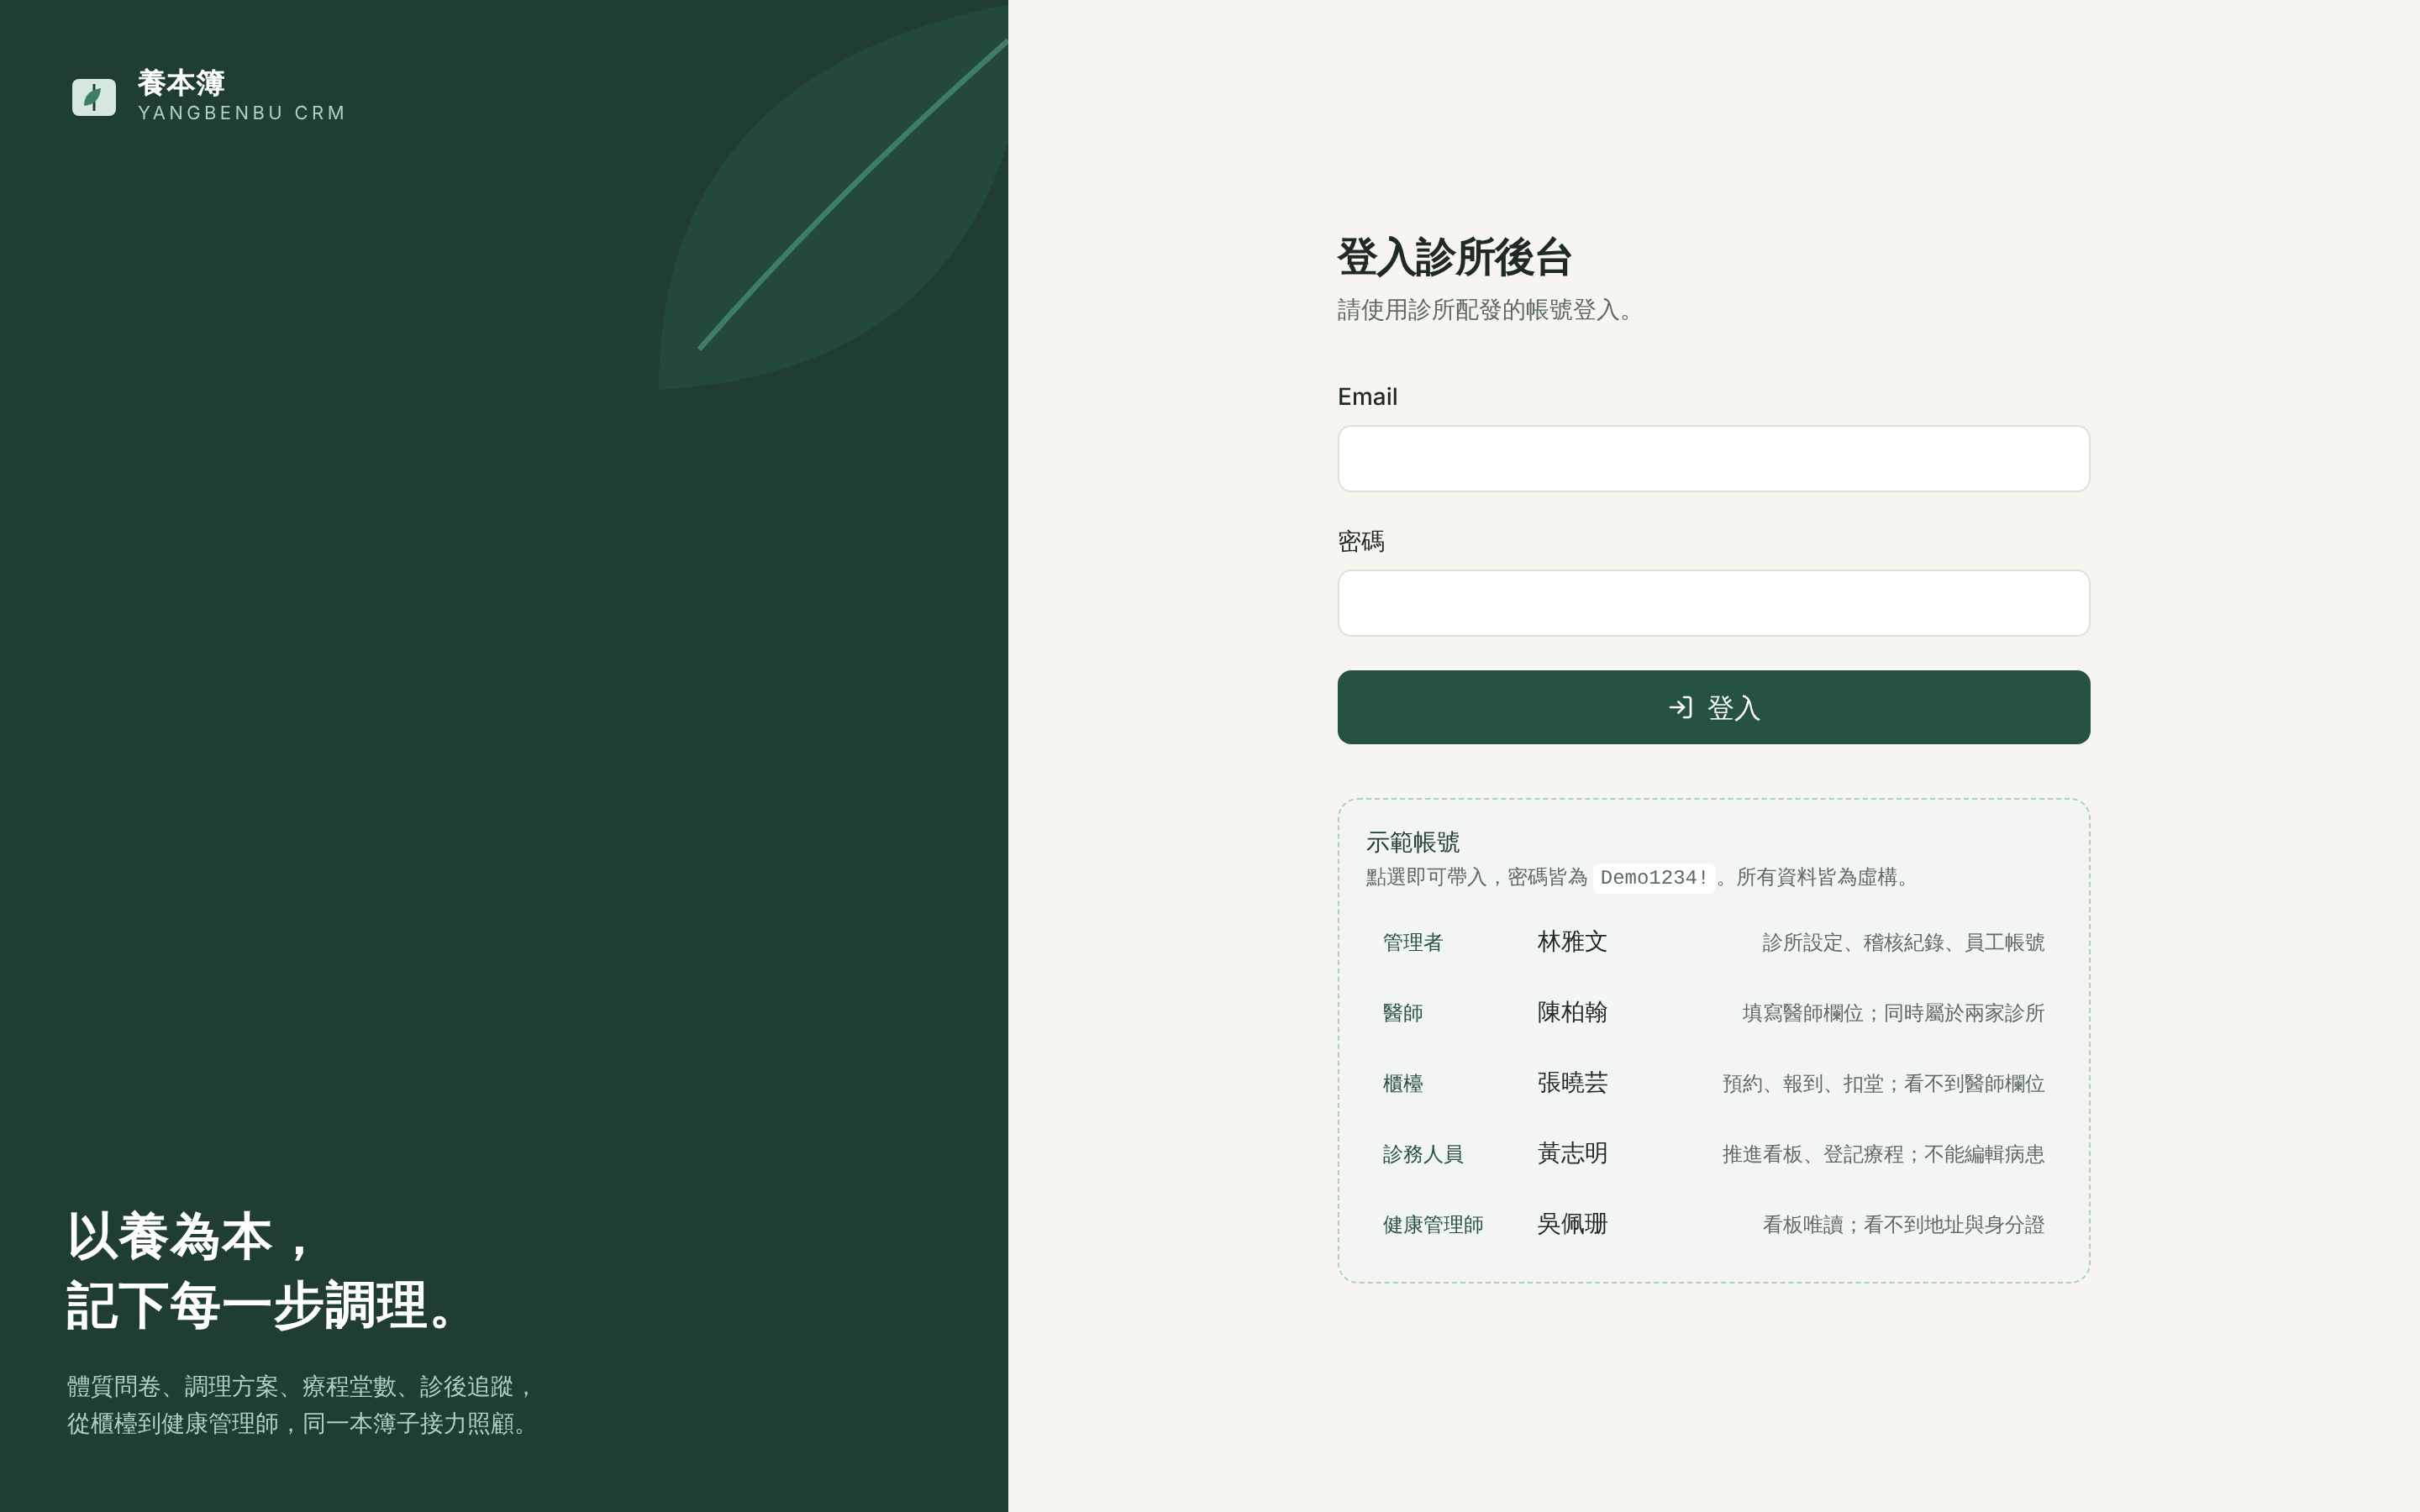 養本簿
YANGBENBU CRM
以養為本，
記下每一步調理。
體質問卷、調理方案、療程堂數、診後追蹤，
從櫃檯到健康管理師，同一本簿子接力照顧。
登入診所後台
請使用診所配發的帳號登入。
Email
密碼
登入
示範帳號
點選即可帶入，密碼皆為 Demo1234! 。所有資料皆為虛構。
管理者 林雅文 診所設定、稽核紀錄、員工帳號
醫師 陳柏翰 填寫醫師欄位；同時屬於兩家診所
櫃檯 張曉芸 預約、報到、扣堂；看不到醫師欄位
診務人員 黃志明 推進看板、登記療程；不能編輯病患
健康管理師 吳佩珊 看板唯讀；看不到地址與身分證